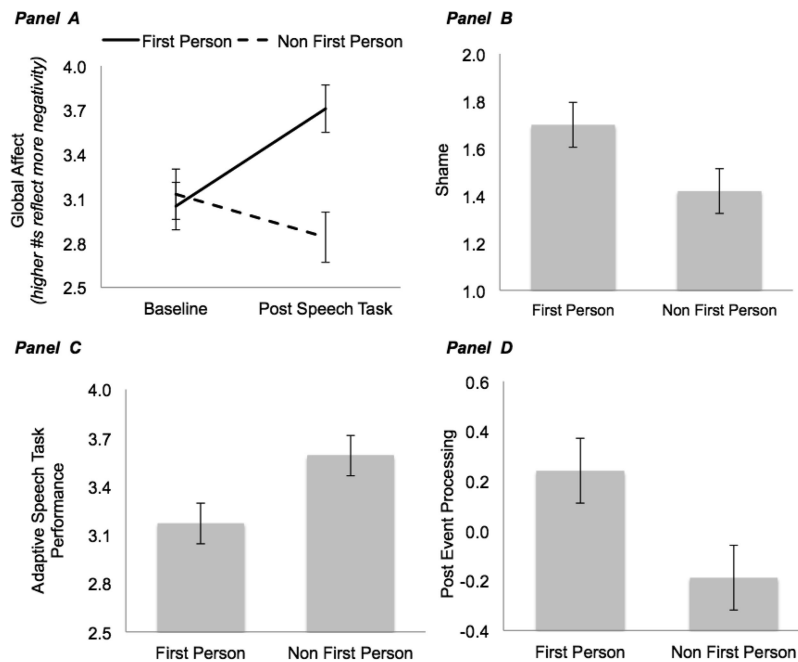 Panel A
First Person
Non First Person
Global Affect
(higher #s reflect more negativity)
4.0
3.7
3.4
3.1
2.8
2.5
Baseline
Post Speech Task
Panel B
Shame
2.0
1.8
1.6
1.4
1.2
1.0
First Person
Non First Person
Panel C
Adaptive Speech Task
Performance
4.0
3.7
3.4
3.1
2.8
2.5
First Person
Non First Person
Panel D
Post Event Processing
0.6
0.4
0.2
0.0
-0.2
-0.4
First Person
Non First Person